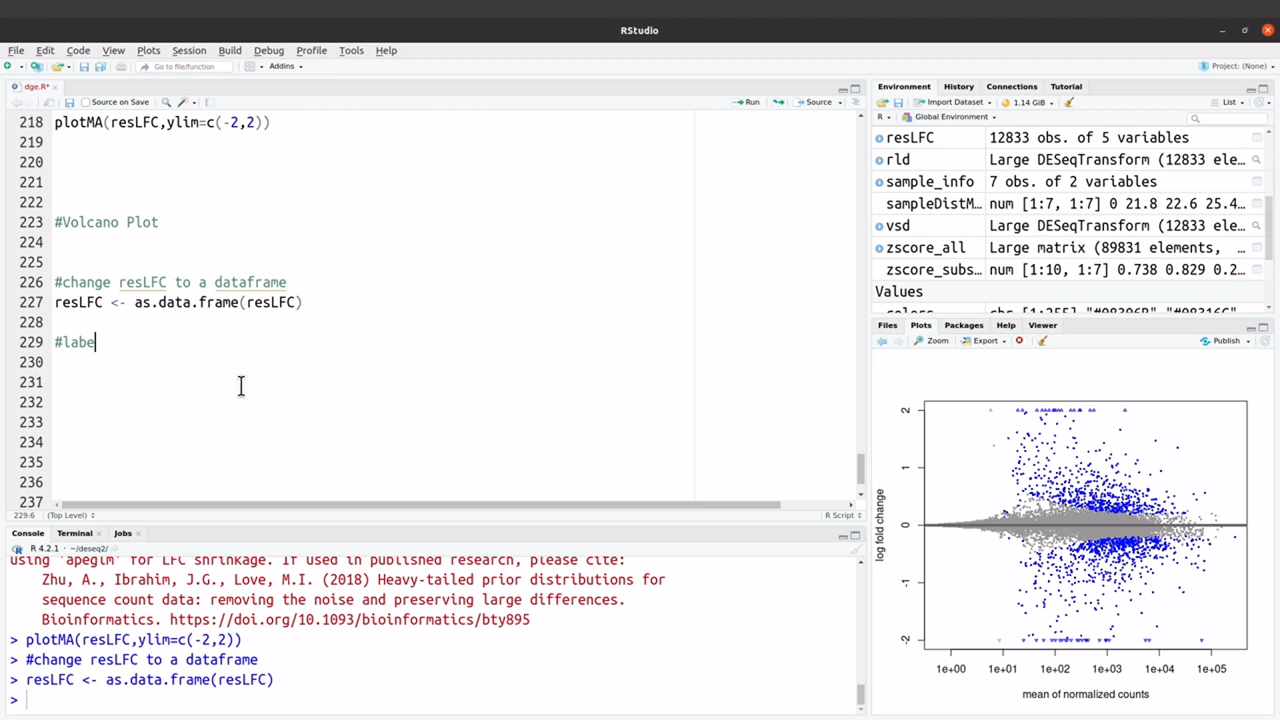 RStudio
File Edit Code View Plots Session Build Debug Profile Tools Help
Go to file/function Addins Project: (None)
dge.R*
Source on Save Run Source
218 plotMA(resLFC,ylim=c(-2,2))
219
220
221
222
223 #Volcano Plot
224
225
226 #change resLFC to a dataframe
227 resLFC <- as.data.frame(resLFC)
228
229 #labe
230
231
232
233
234
235
236
237
229:6 (Top Level) R Script
Console Terminal Jobs
R 4.2.1 · ~/deseq2/
using 'apeglm' for LFC shrinkage. If used in published research, please cite:
Zhu, A., Ibrahim, J.G., Love, M.I. (2018) Heavy-tailed prior distributions for
sequence count data: removing the noise and preserving large differences.
Bioinformatics. https://doi.org/10.1093/bioinformatics/bty895
> plotMA(resLFC,ylim=c(-2,2))
> #change resLFC to a dataframe
> resLFC <- as.data.frame(resLFC)
>
Environment History Connections Tutorial
Import Dataset 1.14 GiB List
R Global Environment
resLFC 12833 obs. of 5 variables
rld Large DESeqTransform (12833 ele…
sample_info 7 obs. of 2 variables
sampleDistM… num [1:7, 1:7] 0 21.8 22.6 25.4…
vsd Large DESeqTransform (12833 ele…
zscore_all Large matrix (89831 elements, …
zscore_subs… num [1:10, 1:7] 0.738 0.829 0.2…
Values
Files Plots Packages Help Viewer
Zoom Export Publish
2
1
0
-1
-2
log fold change
1e+00 1e+01 1e+02 1e+03 1e+04 1e+05
mean of normalized counts